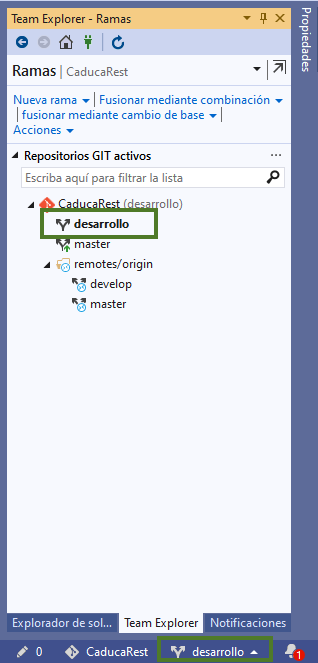 Team Explorer - Ramas
Propiedades
Ramas | CaducaRest
Nueva rama | Fusionar mediante combinación
| fusionar mediante cambio de base |
Acciones
Repositorios GIT activos
Escriba aquí para filtrar la lista
CaducaRest (desarrollo)
desarrollo
master
remotes/origin
develop
master
Explorador de sol... Team Explorer Notificaciones
0 CaducaRest desarrollo 1